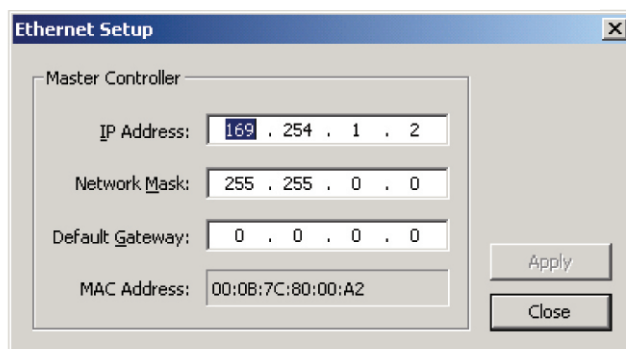 Ethernet Setup
Master Controller
IP Address: 169 . 254 . 1 . 2
Network Mask: 255 . 255 . 0 . 0
Default Gateway: 0 . 0 . 0 . 0
Apply
MAC Address: 00:0B:7C:80:00:A2
Close